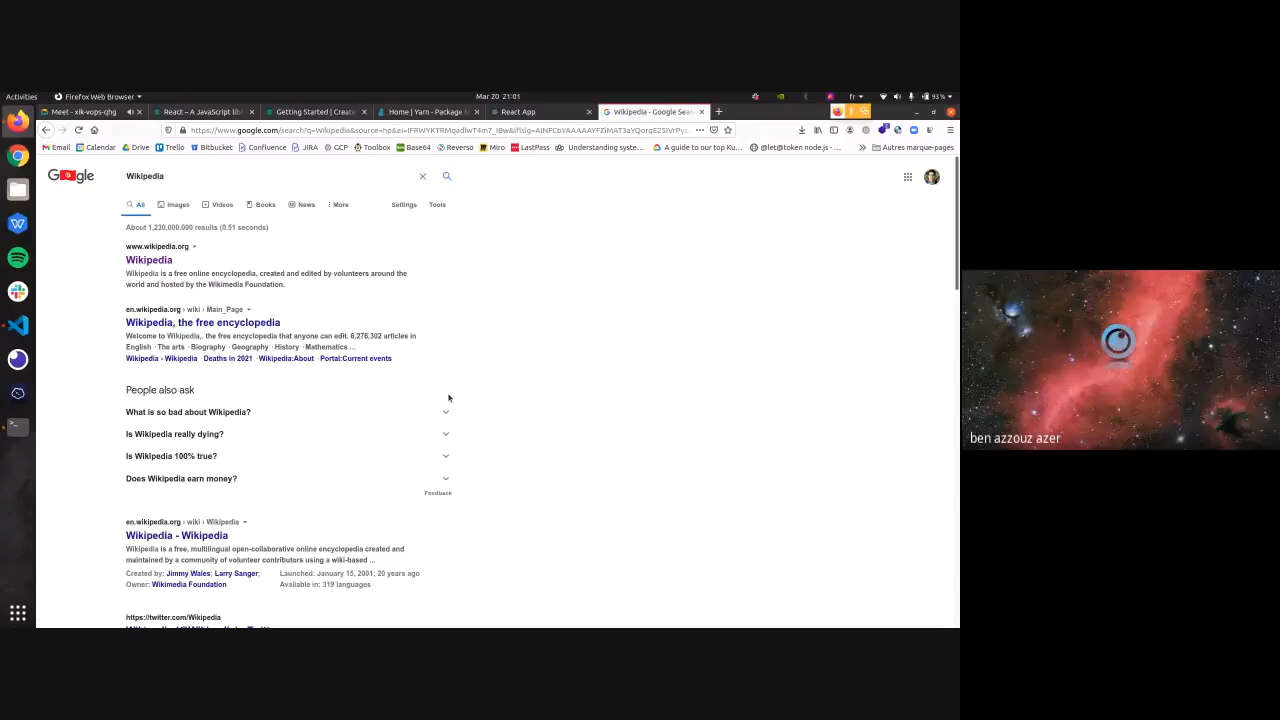 Activities
Firefox Web Browser
Mar 20 21:01
fr
93%
Meet - xik-vops-qhg
React – A JavaScript lib
Getting Started | Create
Home | Yarn - Package M
React App
Wikipedia - Google Sear
Email
Calendar
Drive
Trello
Bitbucket
Confluence
JIRA
GCP
Toolbox
Base64
Reverso
Miro
LastPass
Understanding syste...
A guide to our top Ku...
@let@token node.js - ...
Autres marque-pages
Google
Wikipedia
All
Images
Videos
Books
News
More
Settings
Tools
About 1,230,000,000 results (0.51 seconds)
www.wikipedia.org
Wikipedia
Wikipedia is a free online encyclopedia, created and edited by volunteers around the
world and hosted by the Wikimedia Foundation.
en.wikipedia.org › wiki › Main_Page
Wikipedia, the free encyclopedia
Welcome to Wikipedia,. the free encyclopedia that anyone can edit. 6,276,302 articles in
English · The arts · Biography · Geography · History · Mathematics ...
Wikipedia - Wikipedia · Deaths in 2021 · Wikipedia:About · Portal:Current events
People also ask
What is so bad about Wikipedia?
Is Wikipedia really dying?
Is Wikipedia 100% true?
Does Wikipedia earn money?
Feedback
en.wikipedia.org › wiki › Wikipedia
Wikipedia - Wikipedia
Wikipedia is a free, multilingual open-collaborative online encyclopedia created and
maintained by a community of volunteer contributors using a wiki-based ...
Created by: Jimmy Wales; Larry Sanger;
Launched: January 15, 2001; 20 years ago
Owner: Wikimedia Foundation
Available in: 319 languages
https://twitter.com/Wikipedia
ben azzouz azer